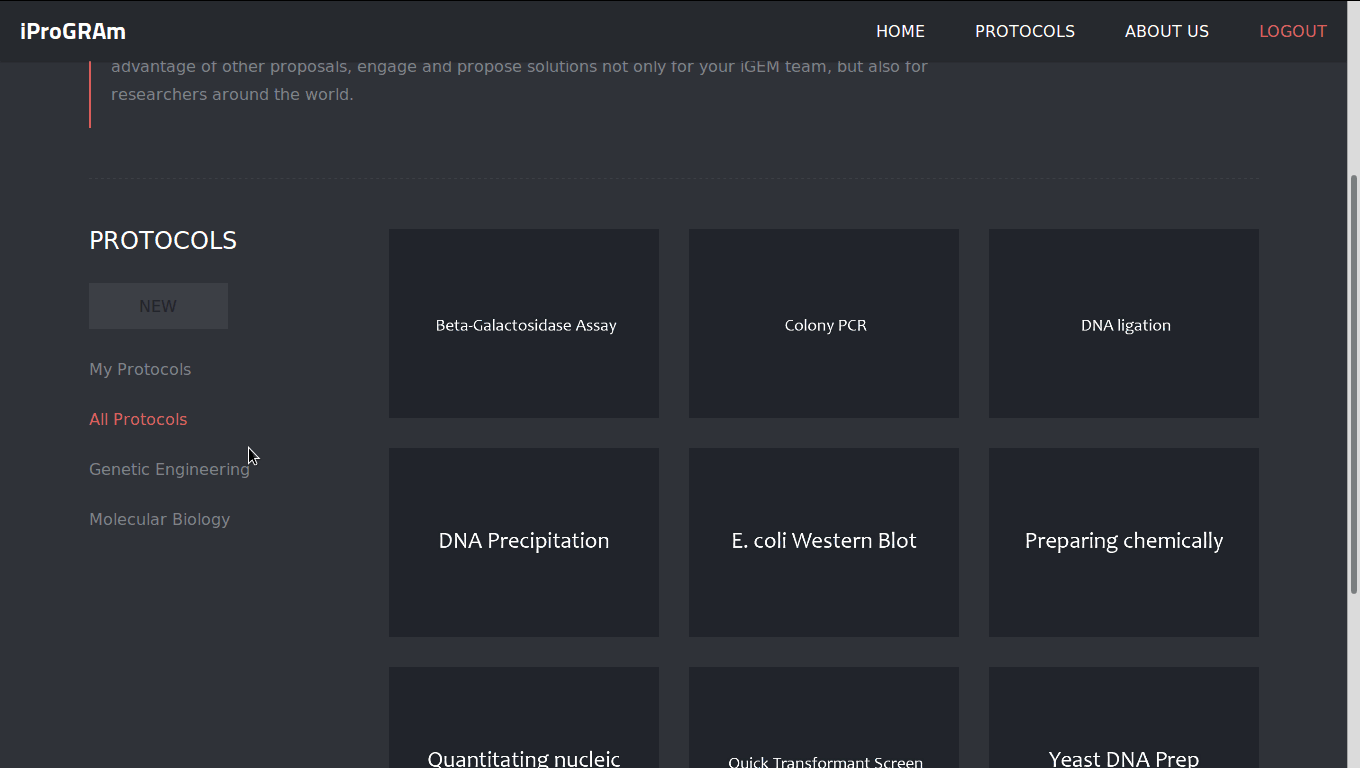 iProGRAm
HOME
PROTOCOLS
ABOUT US
LOGOUT
advantage of other proposals, engage and propose solutions not only for your iGEM team, but also for
researchers around the world.
PROTOCOLS
NEW
My Protocols
All Protocols
Genetic Engineering
Molecular Biology
Beta-Galactosidase Assay
Colony PCR
DNA ligation
DNA Precipitation
E. coli Western Blot
Preparing chemically
Quantitating nucleic
Quick Transformant Screen
Yeast DNA Prep